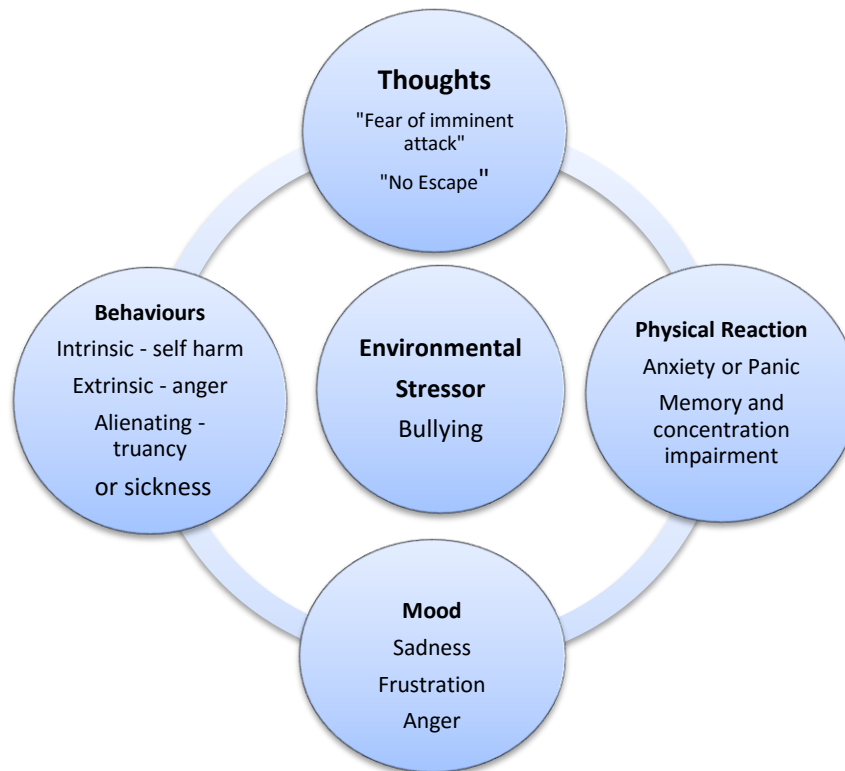 Thoughts
"Fear of imminent
attack"
"No Escape"
Behaviours
Intrinsic - self harm
Extrinsic - anger
Alienating -
truancy
or sickness
Environmental
Stressor
Bullying
Physical Reaction
Anxiety or Panic
Memory and
concentration
impairment
Mood
Sadness
Frustration
Anger